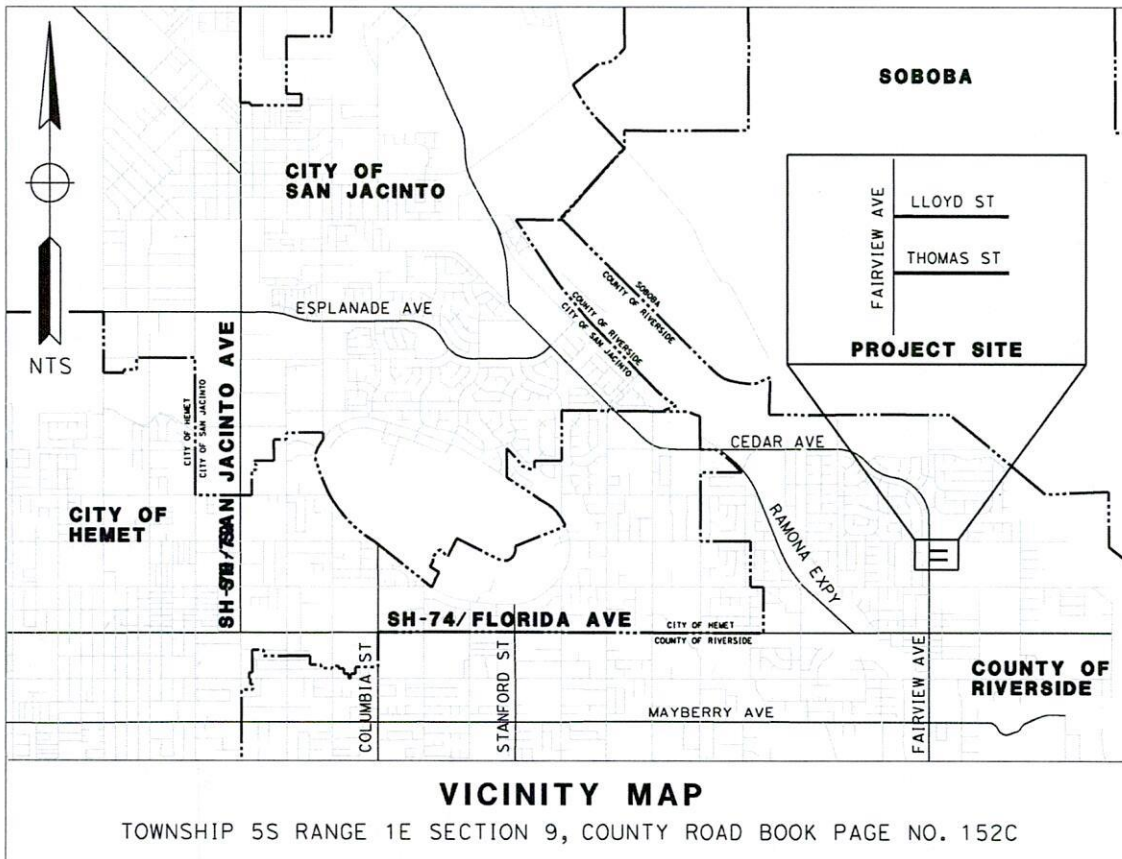 SOBOBA
CITY OF
SAN JACINTO
FAIRVIEW AVE
LLOYD ST
THOMAS ST
PROJECT SITE
NTS
ESPLANADE AVE
SOBOBA
COUNTY OF RIVERSIDE
COUNTY OF RIVERSIDE
CITY OF SAN JACINTO
CITY OF HEMET
CITY OF SAN JACINTO
SAN JACINTO AVE
CEDAR AVE
CITY OF
HEMET
RAMONA EXPY
SH-74/FLORIDA AVE
CITY OF HEMET
COUNTY OF RIVERSIDE
COLUMBIA ST
STANFORD ST
FAIRVIEW AVE
COUNTY OF
RIVERSIDE
MAYBERRY AVE
VICINITY MAP
TOWNSHIP 5S RANGE 1E SECTION 9, COUNTY ROAD BOOK PAGE NO. 152C